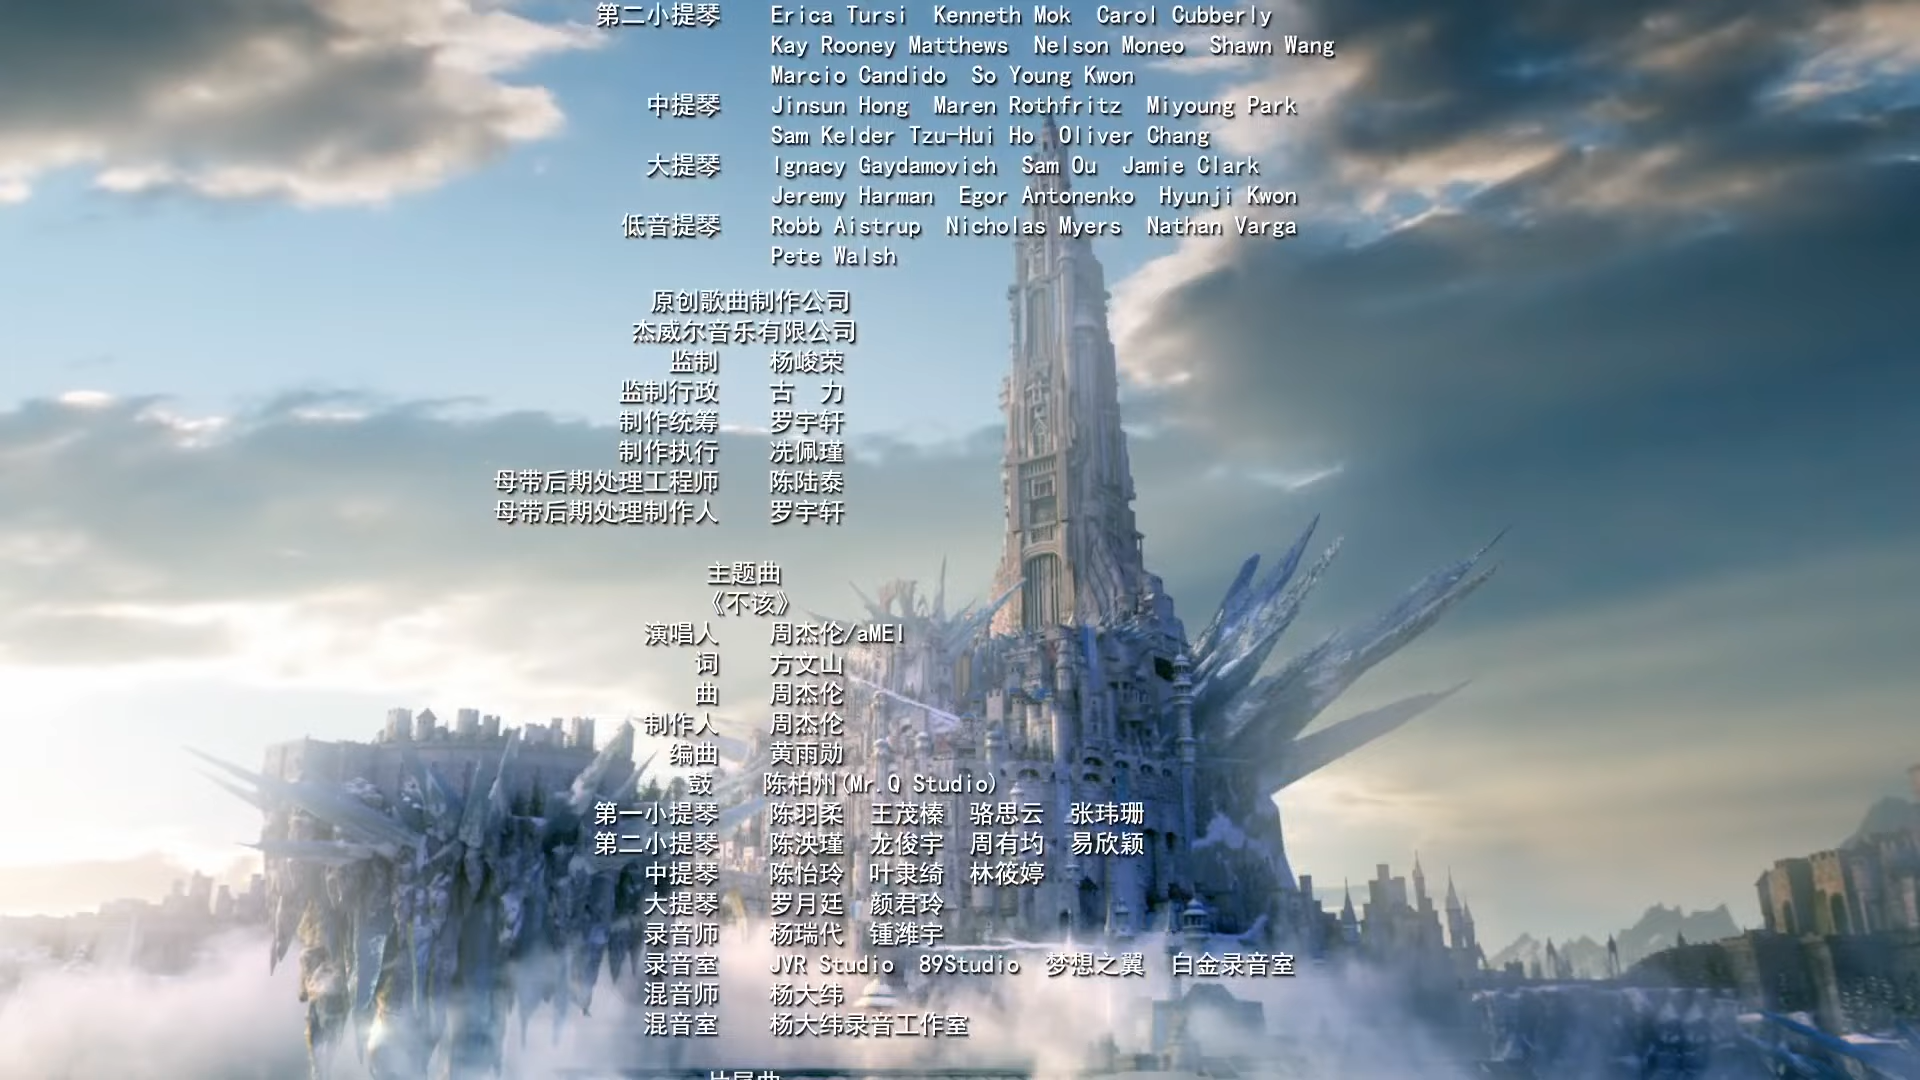 第二小提琴 Erica Tursi Kenneth Mok Carol Cubberly
Kay Rooney Matthews Nelson Moneo Shawn Wang
Marcio Candido So Young Kwon
中提琴 Jinsun Hong Maren Rothfritz Miyoung Park
Sam Kelder Tzu-Hui Ho Oliver Chang
大提琴 Ignacy Gaydamovich Sam Ou Jamie Clark
Jeremy Harman Egor Antonenko Hyunji Kwon
低音提琴 Robb Aistrup Nicholas Myers Nathan Varga
Pete Walsh
原创歌曲制作公司
杰威尔音乐有限公司
监制 杨峻荣
监制行政 古 力
制作统筹 罗宇轩
制作执行 冼佩瑾
母带后期处理工程师 陈陆泰
母带后期处理制作人 罗宇轩
主题曲
《不该》
演唱人 周杰伦/aMEI
词 方文山
曲 周杰伦
制作人 周杰伦
编曲 黄雨勋
鼓 陈柏州(Mr.Q Studio)
第一小提琴 陈羽柔 王茂榛 骆思云 张玮珊
第二小提琴 陈泱瑾 龙俊宇 周有圴 易欣颖
中提琴 陈怡玲 叶隶绮 林筱婷
大提琴 罗月廷 颜君玲
录音师 杨瑞代 锺潍宇
录音室 JVR Studio 89Studio 梦想之翼 白金录音室
混音师 杨大纬
混音室 杨大纬录音工作室
片尾曲